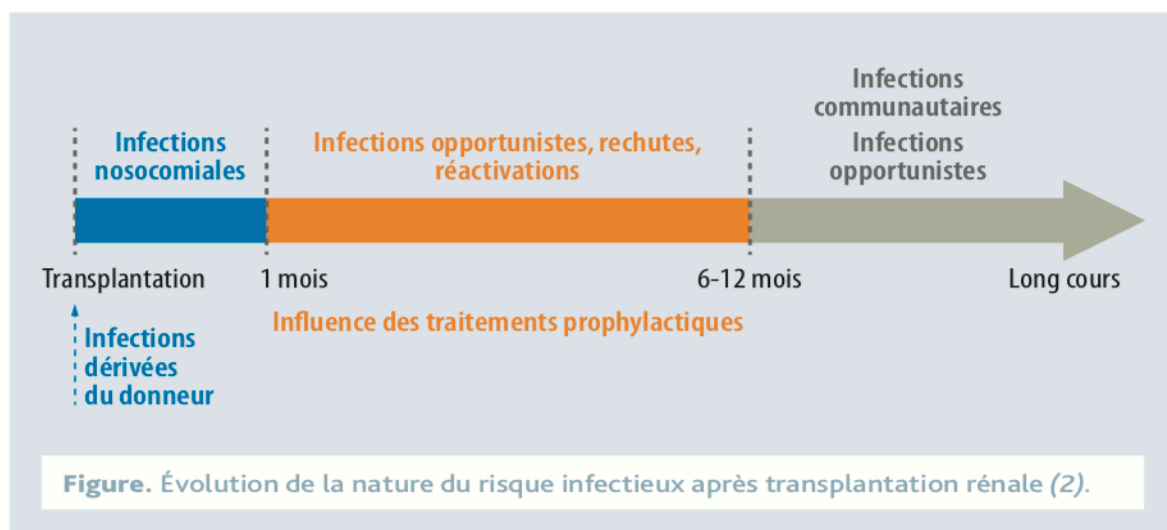 Infections
communautaires
Infections
nosocomiales
Infections opportunistes, rechutes,
réactivations
Infections
opportunistes
Transplantation
1 mois
6-12 mois
Long cours
Influence des traitements prophylactiques
Infections
dérivées
du donneur
Figure. Évolution de la nature du risque infectieux après transplantation rénale (2).